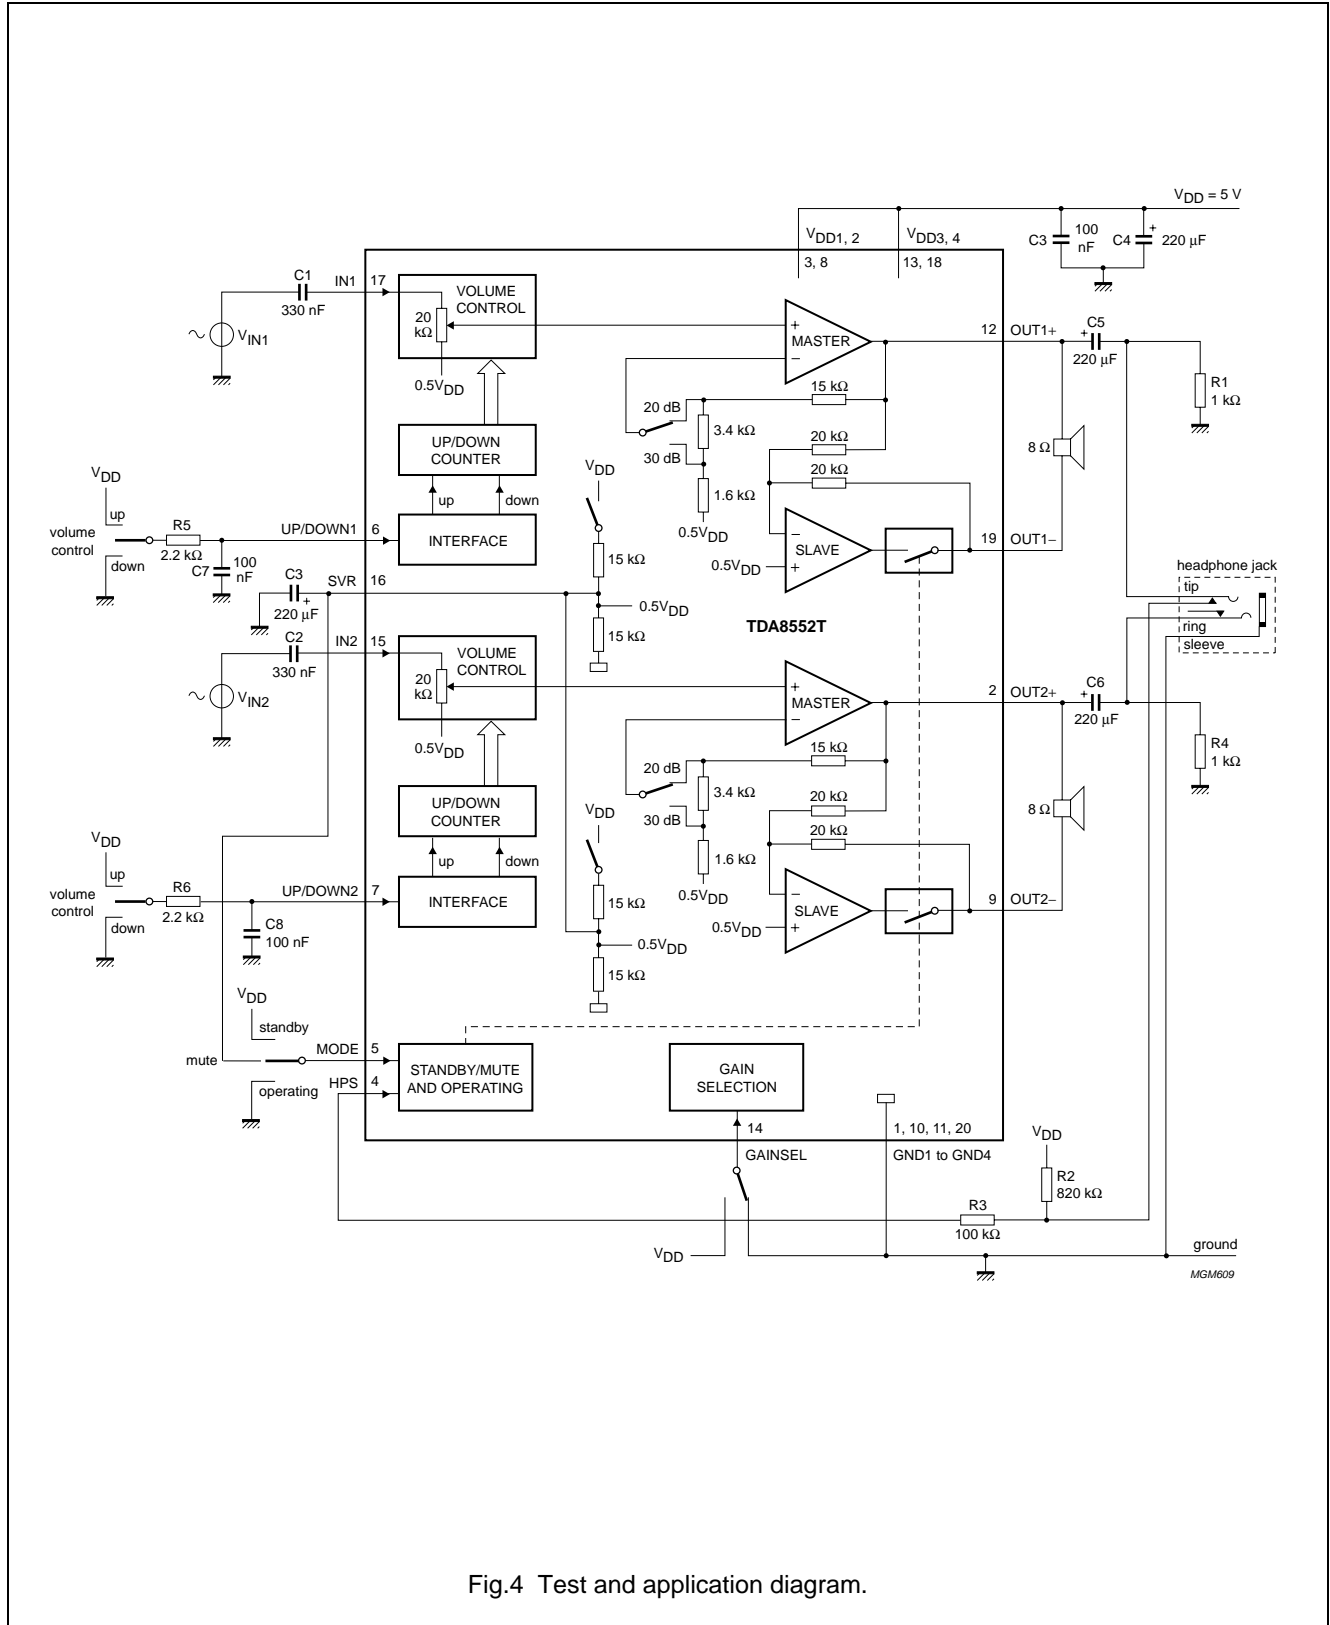 VDD = 5 V
VDD1, 2
VDD3, 4
3, 8
13, 18
C3
100
nF
C4
+
220 µF
C1
330 nF
IN1
17
VOLUME
CONTROL
20
kΩ
0.5VDD
∼
VIN1
+
MASTER
−
12
OUT1+
+
C5
220 µF
R1
1 kΩ
15 kΩ
20 dB
3.4 kΩ
30 dB
1.6 kΩ
0.5VDD
20 kΩ
20 kΩ
8 Ω
UP/DOWN
COUNTER
up
down
VDD
VDD
up
volume
control
down
R5
2.2 kΩ
C7
100
nF
UP/DOWN1
6
INTERFACE
−
SLAVE
0.5VDD
+
19
OUT1−
15 kΩ
C3
+
220 µF
SVR
16
0.5VDD
15 kΩ
TDA8552T
headphone jack
tip
ring
sleeve
C2
330 nF
IN2
15
VOLUME
CONTROL
20
kΩ
0.5VDD
∼
VIN2
+
MASTER
−
2
OUT2+
+
C6
220 µF
R4
1 kΩ
15 kΩ
20 dB
3.4 kΩ
30 dB
1.6 kΩ
0.5VDD
20 kΩ
20 kΩ
8 Ω
UP/DOWN
COUNTER
up
down
VDD
VDD
up
volume
control
down
R6
2.2 kΩ
C8
100 nF
UP/DOWN2
7
INTERFACE
−
SLAVE
0.5VDD
+
9
OUT2−
15 kΩ
0.5VDD
15 kΩ
VDD
standby
mute
operating
MODE
5
HPS
4
STANDBY/MUTE
AND OPERATING
GAIN
SELECTION
14
GAINSEL
1, 10, 11, 20
GND1 to GND4
VDD
R2
820 kΩ
R3
100 kΩ
VDD
ground
MGM609
Fig.4 Test and application diagram.